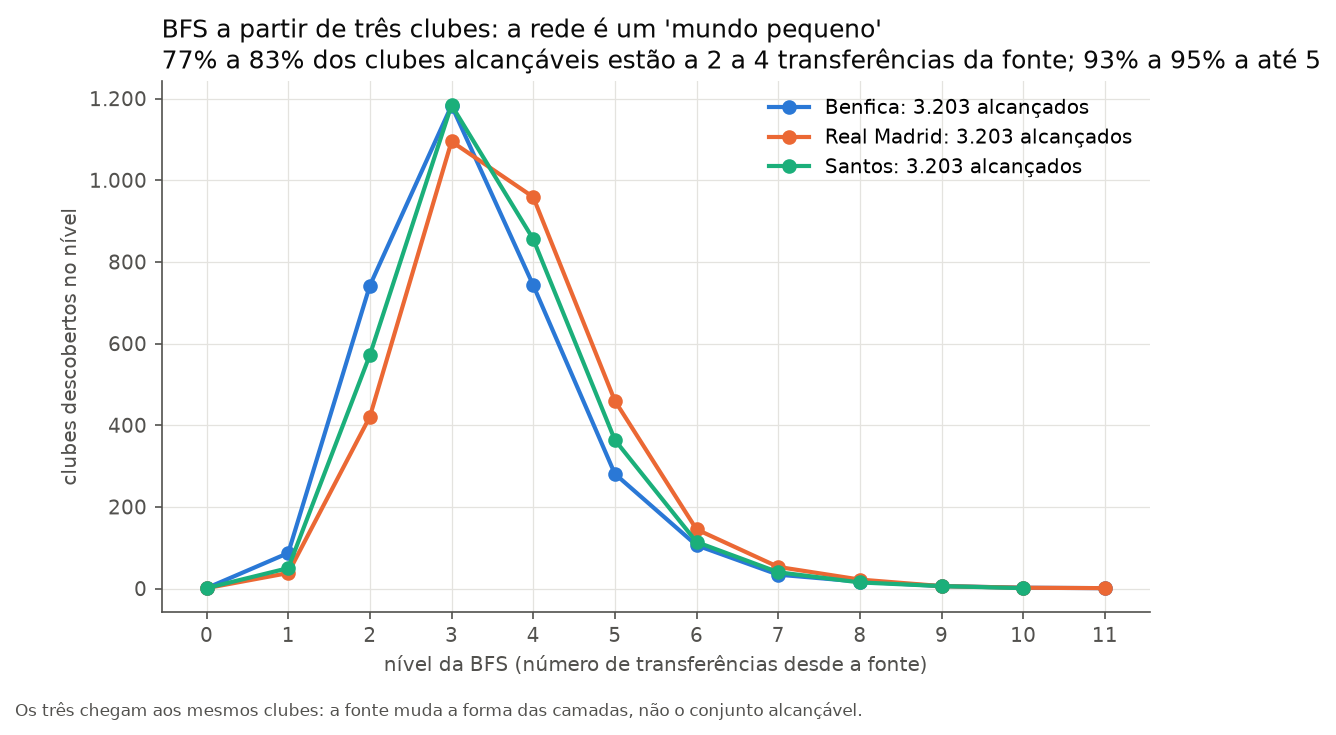 BFS a partir de três clubes: a rede é um 'mundo pequeno'
77% a 83% dos clubes alcançáveis estão a 2 a 4 transferências da fonte; 93% a 95% a até 5
Benfica: 3.203 alcançados
Real Madrid: 3.203 alcançados
Santos: 3.203 alcançados
clubes descobertos no nível
1.200
1.000
800
600
400
200
0
0 1 2 3 4 5 6 7 8 9 10 11
nível da BFS (número de transferências desde a fonte)
Os três chegam aos mesmos clubes: a fonte muda a forma das camadas, não o conjunto alcançável.